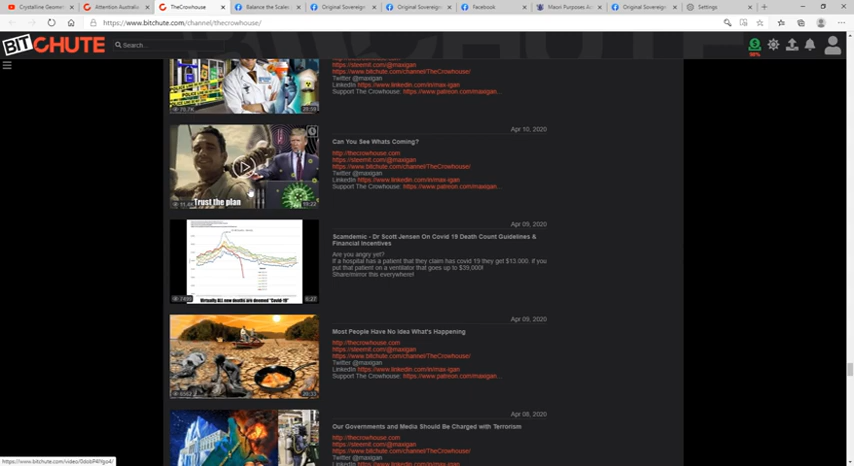 Crystalline Geome
Attention Australia
TheCrowhouse
Balance the Scales
Original Sovereign
Original Sovereig
Facebook
Maori Purposes Ac
Original Sovereign
Settings
https://www.bitchute.com/channel/thecrowhouse/
BITCHUTE
Search...
https://steemit.com/@maxigan
https://www.bitchute.com/channel/TheCrowhouse/
Twitter @maxigan
LinkedIn https://www.linkedin.com/in/max-igan
Support The Crowhouse: https://www.patreon.com/maxigan...
Apr 10, 2020
Can You See Whats Coming?
http://thecrowhouse.com
https://steemit.com/@maxigan
https://www.bitchute.com/channel/TheCrowhouse/
Twitter @maxigan
LinkedIn https://www.linkedin.com/in/max-igan
Support The Crowhouse: https://www.patreon.com/maxigan...
Trust the plan
19:22
Apr 09, 2020
Scamdemic - Dr Scott Jensen On Covid 19 Death Count Guidelines &
Financial Incentives
Are you angry yet?
If a hospital has a patient that they claim has covid 19 they get $13.000. if you
put that patient on a ventilator that goes up to $39,000!
Share/mirror this everywhere!
Virtually ALL new deaths are deemed "Covid-19"
Apr 09, 2020
Most People Have No Idea What's Happening
http://thecrowhouse.com
https://steemit.com/@maxigan
https://www.bitchute.com/channel/TheCrowhouse/
Twitter @maxigan
LinkedIn https://www.linkedin.com/in/max-igan
Support The Crowhouse: https://www.patreon.com/maxigan...
Apr 08, 2020
Our Governments and Media Should Be Charged with Terrorism
http://thecrowhouse.com
https://steemit.com/@maxigan
https://www.bitchute.com/channel/TheCrowhouse/
Twitter @maxigan